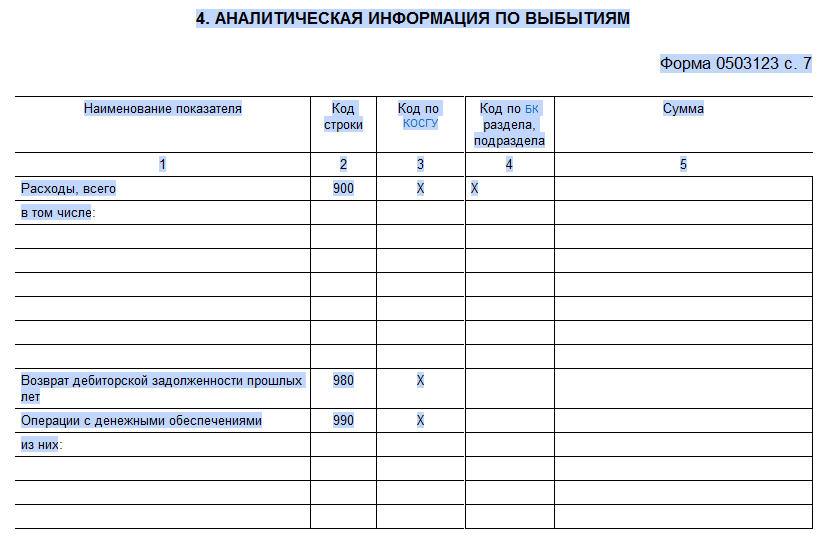 4. АНАЛИТИЧЕСКАЯ ИНФОРМАЦИЯ ПО ВЫБЫТИЯМ
Форма 0503123 с. 7
Наименование показателя
Код
строки
Код по
КОСГУ
Код по БК
раздела,
подраздела
Сумма
1 2 3 4 5
Расходы, всего 900 X X
в том числе:
Возврат дебиторской задолженности прошлых 980 X
лет
Операции с денежными обеспечениями 990 X
из них: